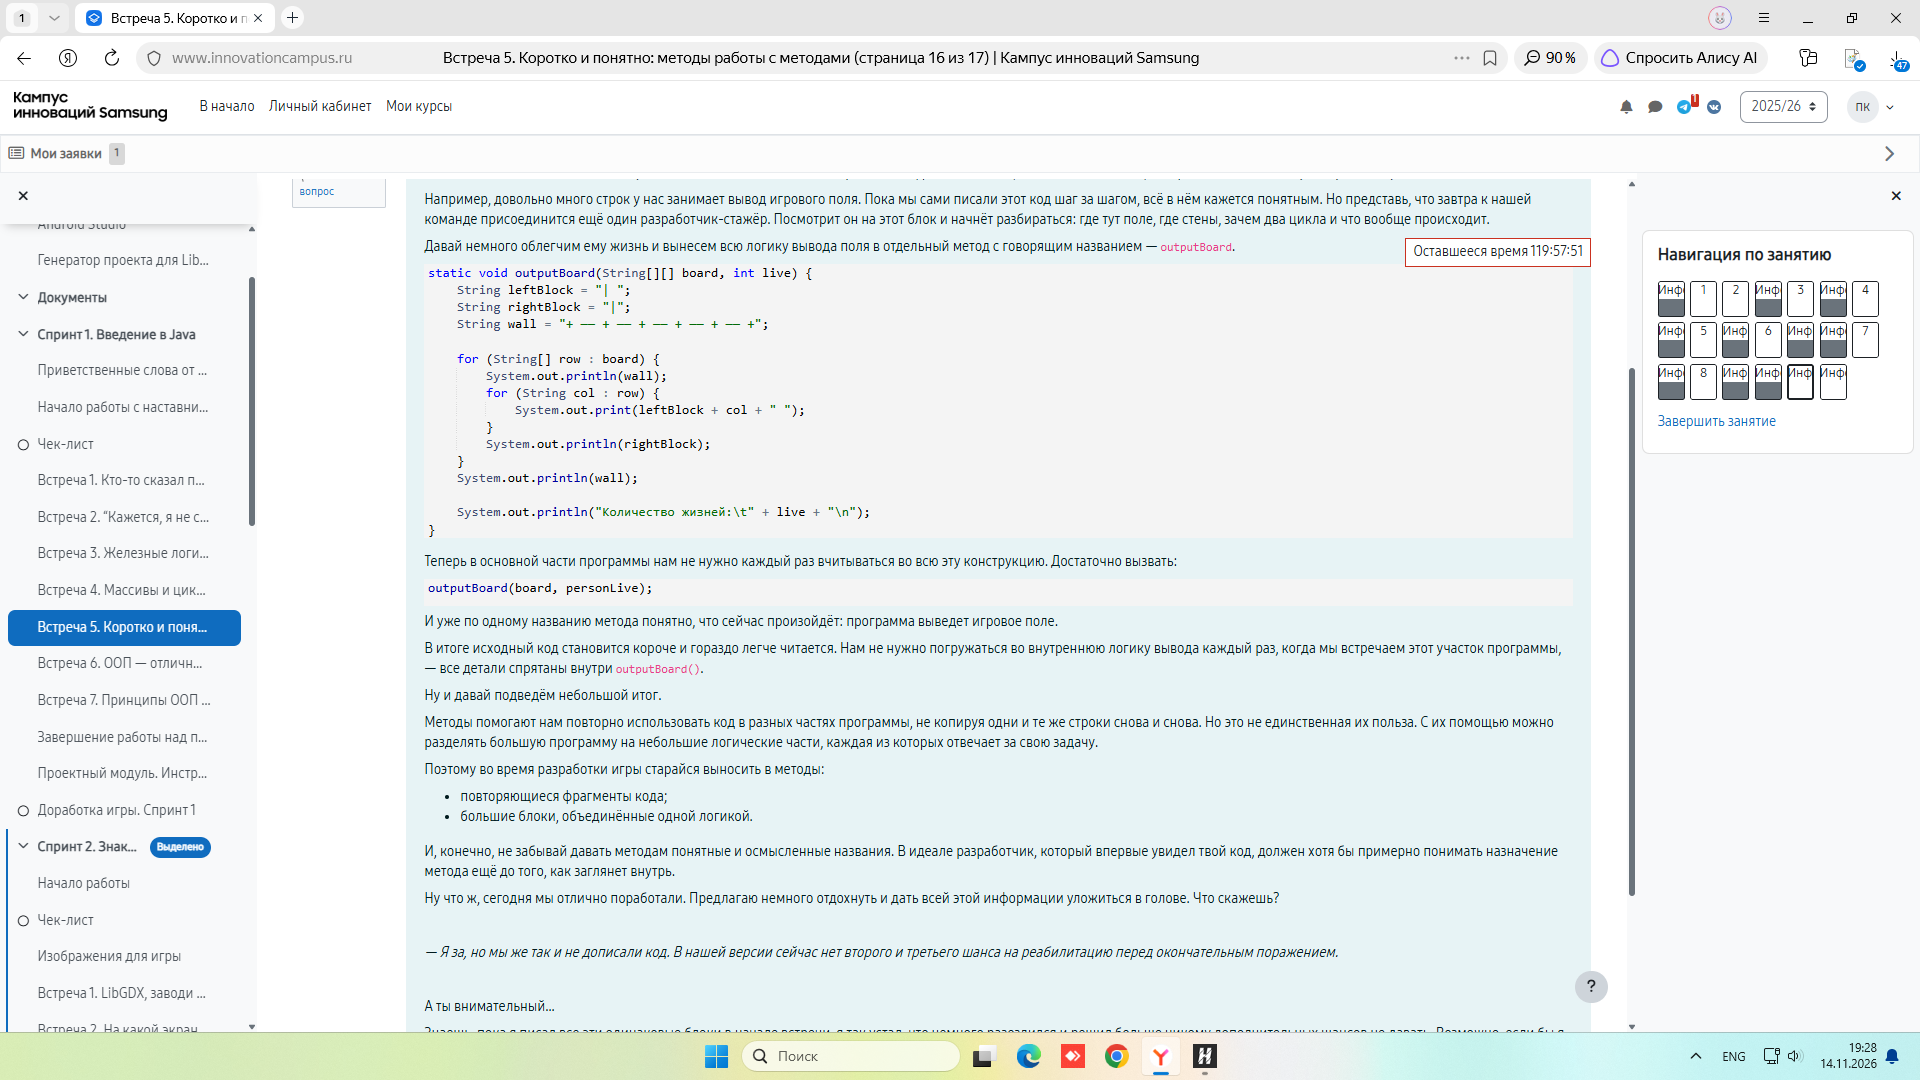 1
Встреча 5. Коротко и п
www.innovationcampus.ru
Встреча 5. Коротко и понятно: методы работы с методами (страница 16 из 17) | Кампус инноваций Samsung
90 %
Спросить Алису AI
47
Кампус
инноваций Samsung
В начало
Личный кабинет
Мои курсы
1
2025/26
ПК
Мои заявки
1
Android Studio
Генератор проекта для Lib...
Документы
Спринт 1. Введение в Java
Приветственные слова от ...
Начало работы с наставни...
Чек-лист
Встреча 1. Кто-то сказал п...
Встреча 2. “Кажется, я не с...
Встреча 3. Железные логи...
Встреча 4. Массивы и цик...
Встреча 5. Коротко и поня...
Встреча 6. ООП — отличн...
Встреча 7. Принципы ООП ...
Завершение работы над п...
Проектный модуль. Инстр...
Доработка игры. Спринт 1
Спринт 2. Знак...
Выделено
Начало работы
Чек-лист
Изображения для игры
Встреча 1. LibGDX, заводи ...
Встреча 2. На какой экран
вопрос
Например, довольно много строк у нас занимает вывод игрового поля. Пока мы сами писали этот код шаг за шагом, всё в нём кажется понятным. Но представь, что завтра к нашей
команде присоединится ещё один разработчик-стажёр. Посмотрит он на этот блок и начнёт разбираться: где тут поле, где стены, зачем два цикла и что вообще происходит.
Давай немного облегчим ему жизнь и вынесем всю логику вывода поля в отдельный метод с говорящим названием — outputBoard.
Оставшееся время 119:57:51
static void outputBoard(String[][] board, int live) {
String leftBlock = "| ";
String rightBlock = "|";
String wall = "+ —— + —— + —— + —— + —— +";
for (String[] row : board) {
System.out.println(wall);
for (String col : row) {
System.out.print(leftBlock + col + " ");
}
System.out.println(rightBlock);
}
System.out.println(wall);
System.out.println("Количество жизней:\t" + live + "\n");
}
Теперь в основной части программы нам не нужно каждый раз вчитываться во всю эту конструкцию. Достаточно вызвать:
outputBoard(board, personLive);
И уже по одному названию метода понятно, что сейчас произойдёт: программа выведет игровое поле.
В итоге исходный код становится короче и гораздо легче читается. Нам не нужно погружаться во внутреннюю логику вывода каждый раз, когда мы встречаем этот участок программы,
— все детали спрятаны внутри outputBoard().
Ну и давай подведём небольшой итог.
Методы помогают нам повторно использовать код в разных частях программы, не копируя одни и те же строки снова и снова. Но это не единственная их польза. С их помощью можно
разделять большую программу на небольшие логические части, каждая из которых отвечает за свою задачу.
Поэтому во время разработки игры старайся выносить в методы:
• повторяющиеся фрагменты кода;
• большие блоки, объединённые одной логикой.
И, конечно, не забывай давать методам понятные и осмысленные названия. В идеале разработчик, который впервые увидел твой код, должен хотя бы примерно понимать назначение
метода ещё до того, как заглянет внутрь.
Ну что ж, сегодня мы отлично поработали. Предлагаю немного отдохнуть и дать всей этой информации уложиться в голове. Что скажешь?
— Я за, но мы же так и не дописали код. В нашей версии сейчас нет второго и третьего шанса на реабилитацию перед окончательным поражением.
А ты внимательный...
Навигация по занятию
Инфо 1 2 Инфо 3 Инфо 4
Инфо 5 Инф 6 Инфо Инфо 7
Инфо 8 Инф Инфо Инфо Инфо
Завершить занятие
?
Поиск
ENG
19:28
14.11.2026